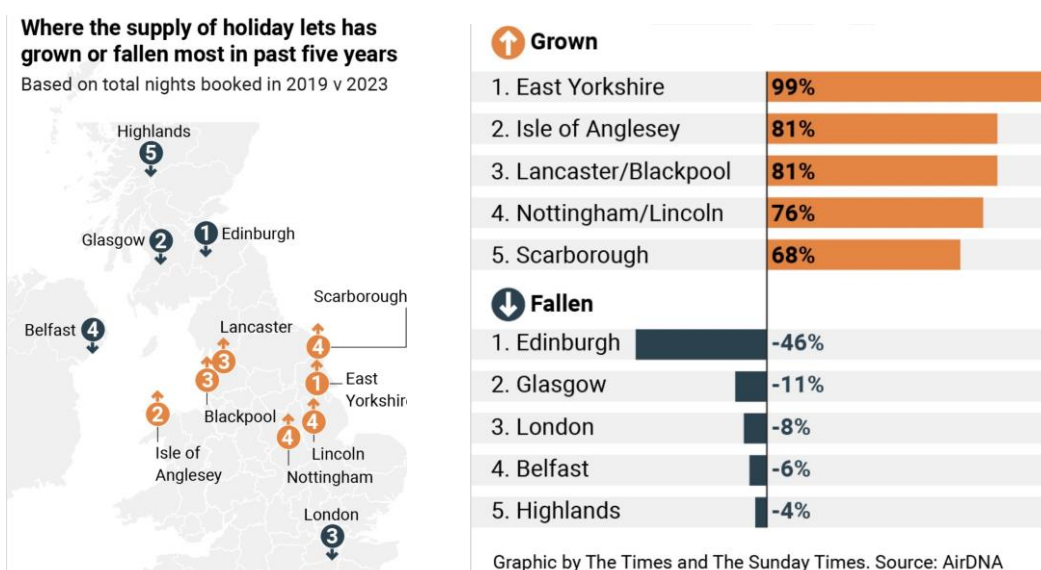 Where the supply of holiday lets has
grown or fallen most in past five years
Based on total nights booked in 2019 v 2023
Highlands
5
Glasgow 2
1 Edinburgh
Scarborough
Belfast 4
Lancaster
4
3
3
1 East
Yorkshire
2
Blackpool
4
4
Lincoln
Isle of
Anglesey
Nottingham
London
3
Grown
1. East Yorkshire 99%
2. Isle of Anglesey 81%
3. Lancaster/Blackpool 81%
4. Nottingham/Lincoln 76%
5. Scarborough 68%
Fallen
1. Edinburgh -46%
2. Glasgow -11%
3. London -8%
4. Belfast -6%
5. Highlands -4%
Graphic by The Times and The Sunday Times. Source: AirDNA